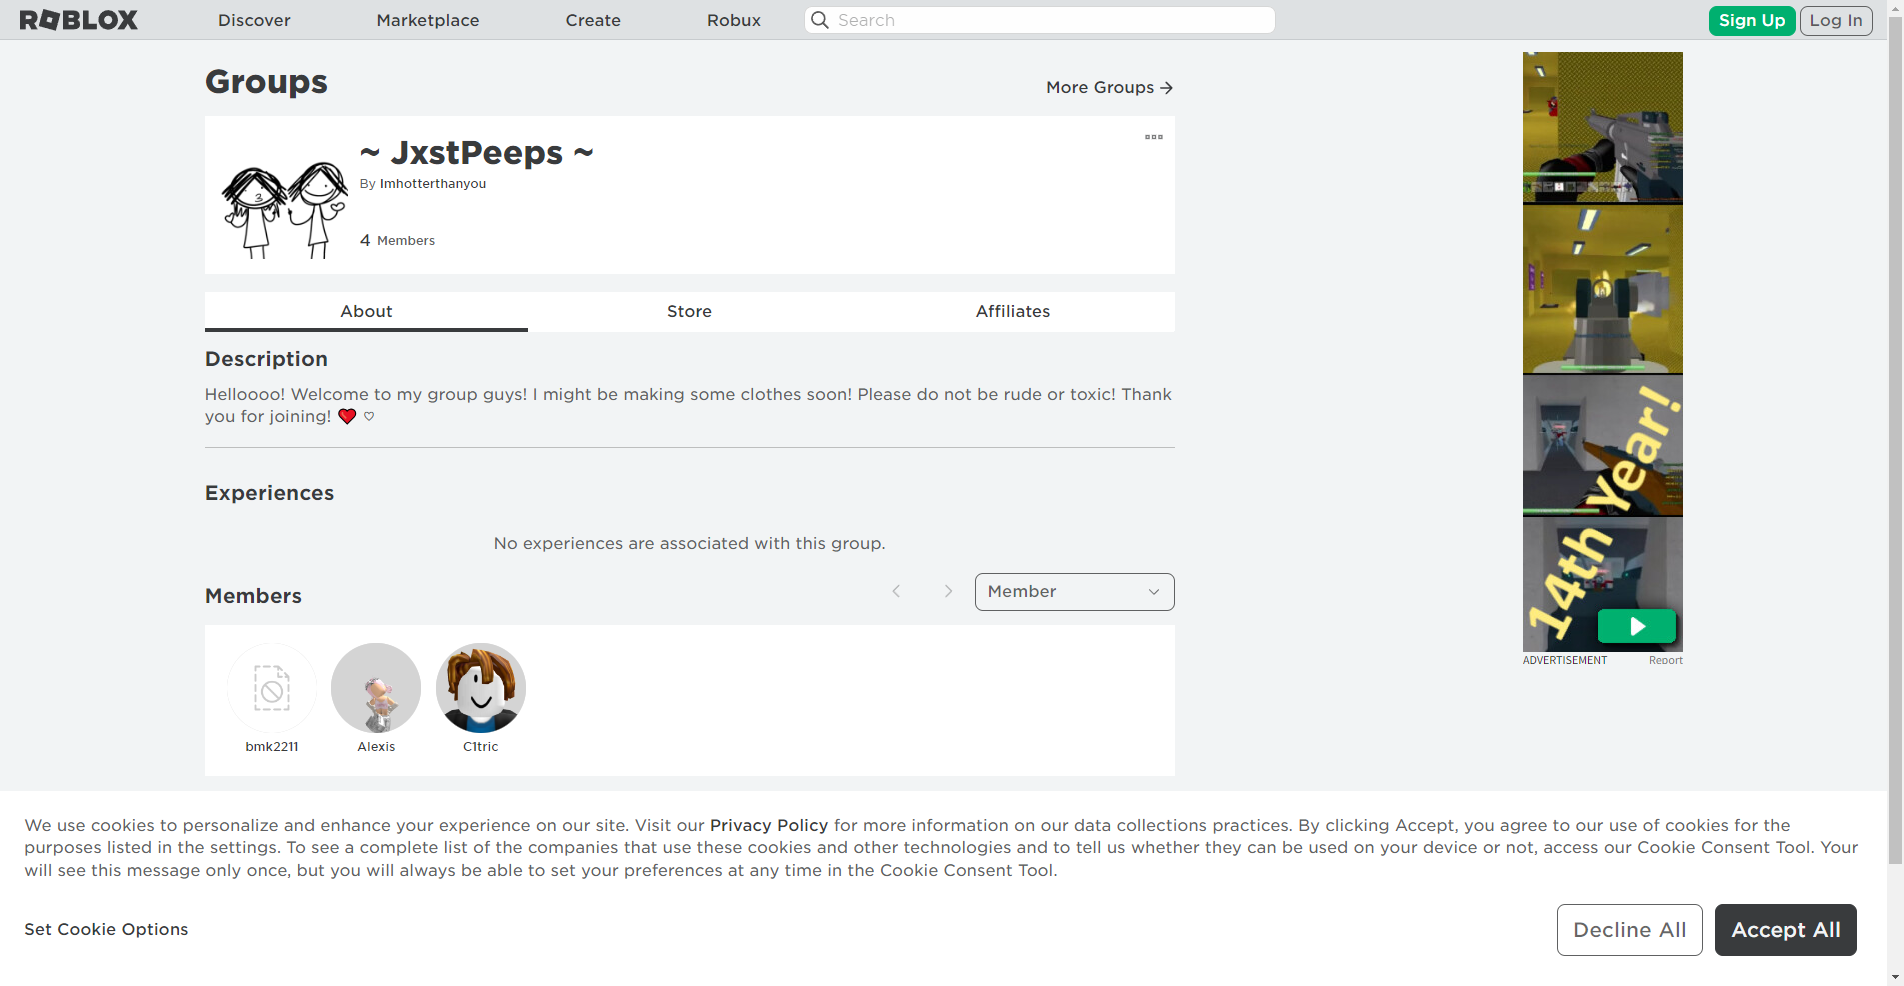 ROBLOX
Discover
Marketplace
Create
Robux
Search
Sign Up
Log In
Groups
More Groups
~ JxstPeeps ~
By Imhotterthanyou
4 Members
About
Store
Affiliates
Description
Helloooo! Welcome to my group guys! I might be making some clothes soon! Please do not be rude or toxic! Thank
you for joining! ❤️ ♡
Experiences
No experiences are associated with this group.
Members
Member
bmk2211
Alexis
C1tric
14th Year!
ADVERTISEMENT
Report
We use cookies to personalize and enhance your experience on our site. Visit our Privacy Policy for more information on our data collections practices. By clicking Accept, you agree to our use of cookies for the
purposes listed in the settings. To see a complete list of the companies that use these cookies and other technologies and to tell us whether they can be used on your device or not, access our Cookie Consent Tool. Your
will see this message only once, but you will always be able to set your preferences at any time in the Cookie Consent Tool.
Set Cookie Options
Decline All
Accept All